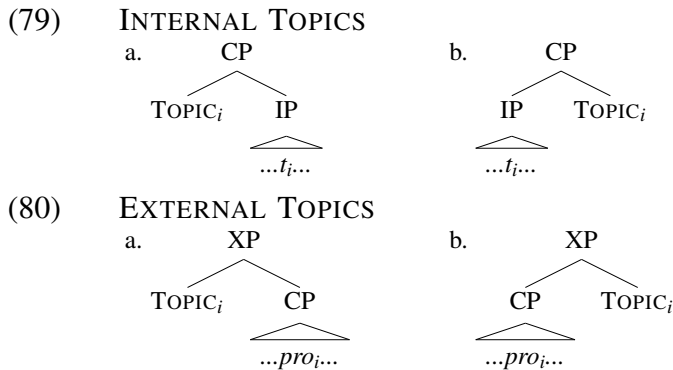 (79) INTERNAL TOPICS
a. CP b. CP
TOPICi IP IP TOPICi
...ti... ...ti...
(80) EXTERNAL TOPICS
a. XP b. XP
TOPICi CP CP TOPICi
...proi... ...proi...